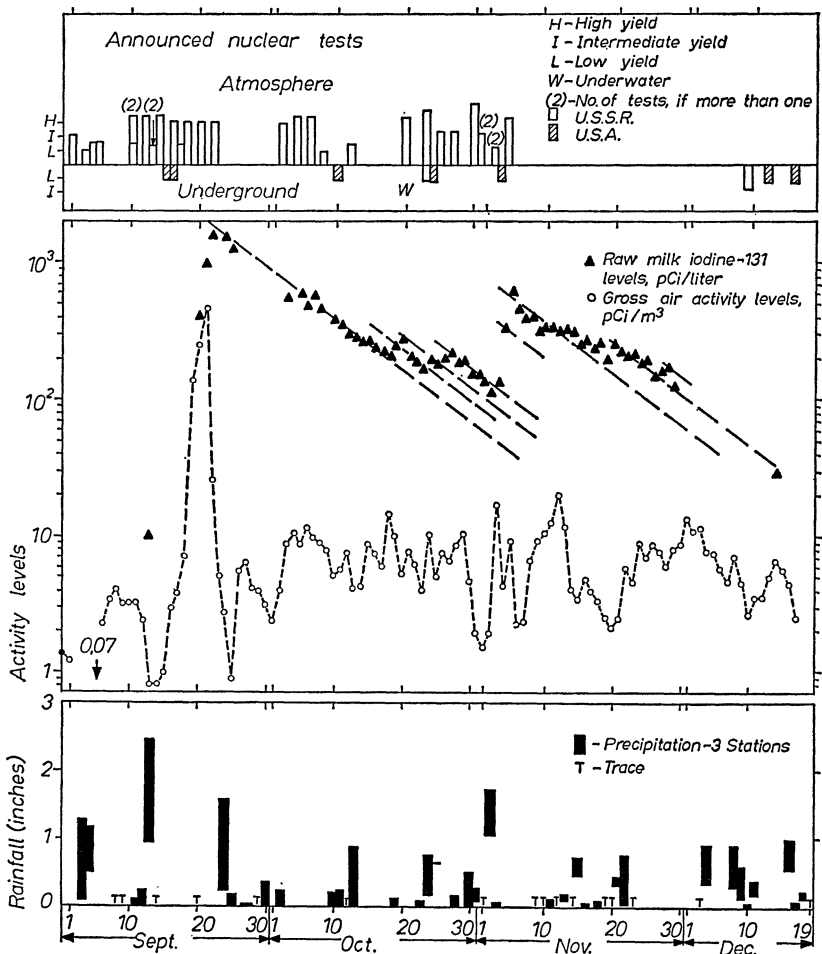 Announced nuclear tests
Atmosphere
H - High yield
I - Intermediate yield
L - Low yield
W - Underwater
(2) - No. of tests, if more than one
U.S.S.R.
U.S.A.
(2) (2)
(2)
(2)
H
I
L
L
I
Underground
W
Raw milk iodine-131
levels, pCi/liter
Gross air activity levels,
pCi/m³
10³
10²
10
1
Activity levels
0,07
Precipitation-3 Stations
T - Trace
3
2
1
0
Rainfall (inches)
T T T T T T T T T T T T T T T T T
1 10 20 30 1 10 20 30 1 10 20 30 1 10 19
Sept. Oct. Nov. Dec.